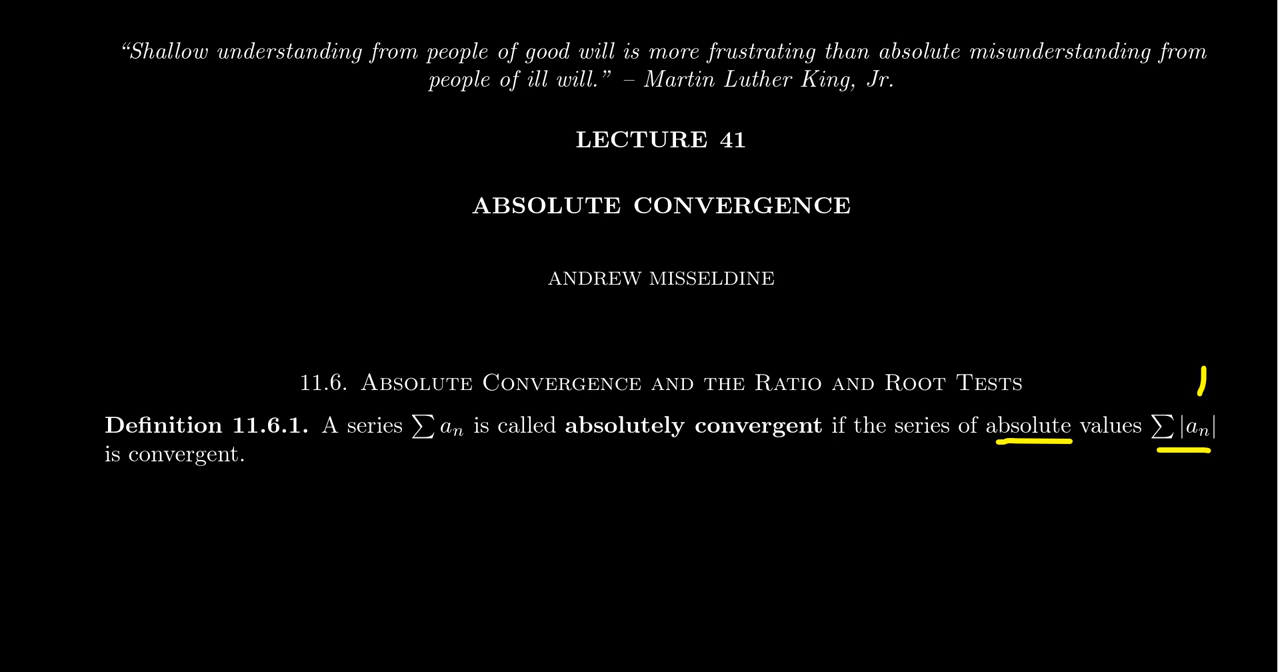 “Shallow understanding from people of good will is more frustrating than absolute misunderstanding from
people of ill will.” – Martin Luther King, Jr.
LECTURE 41
ABSOLUTE CONVERGENCE
ANDREW MISSELDINE
11.6. Absolute Convergence and the Ratio and Root Tests
Definition 11.6.1. A series ∑ aₙ is called absolutely convergent if the series of absolute values ∑ |aₙ|
is convergent.